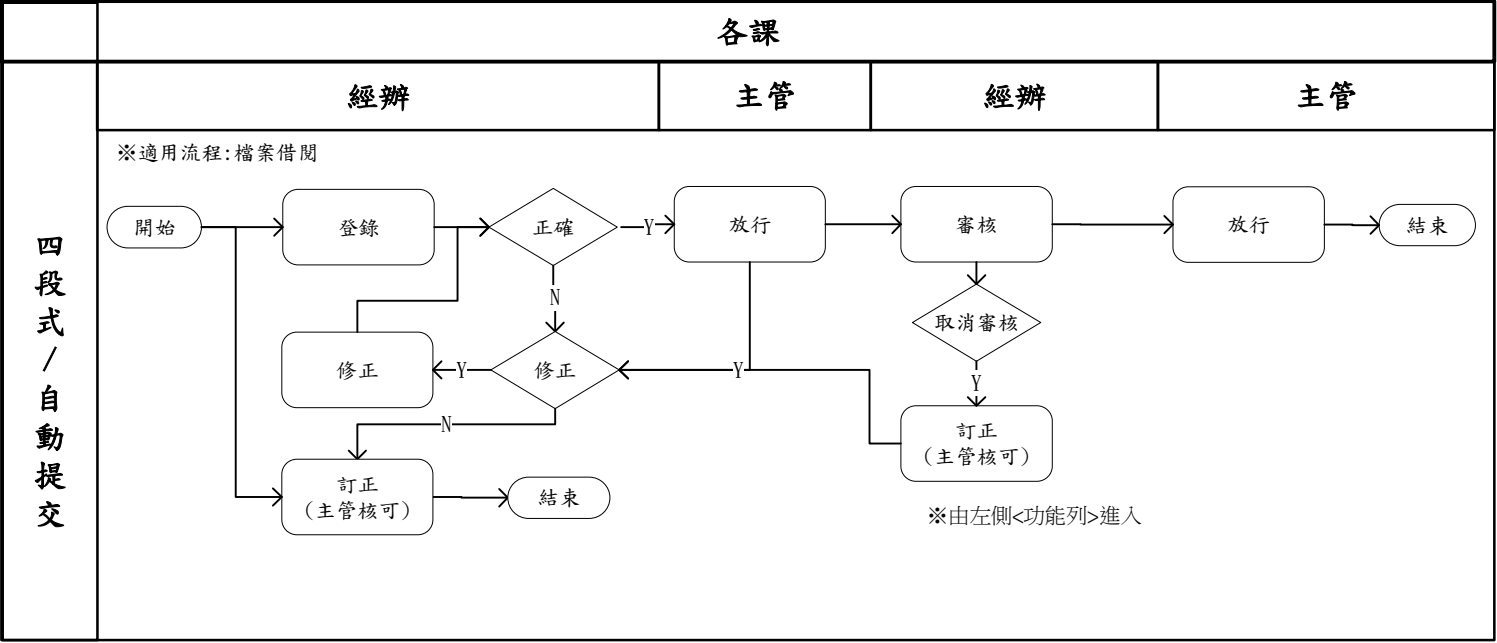 各課
經辦
主管
經辦
主管
四段式/自動提交
※適用流程:檔案借閱
開始
登錄
正確
Y
放行
審核
放行
結束
N
取消審核
修正
Y
修正
Y
Y
N
訂正
(主管核可)
訂正
(主管核可)
結束
※由左側<功能列>進入